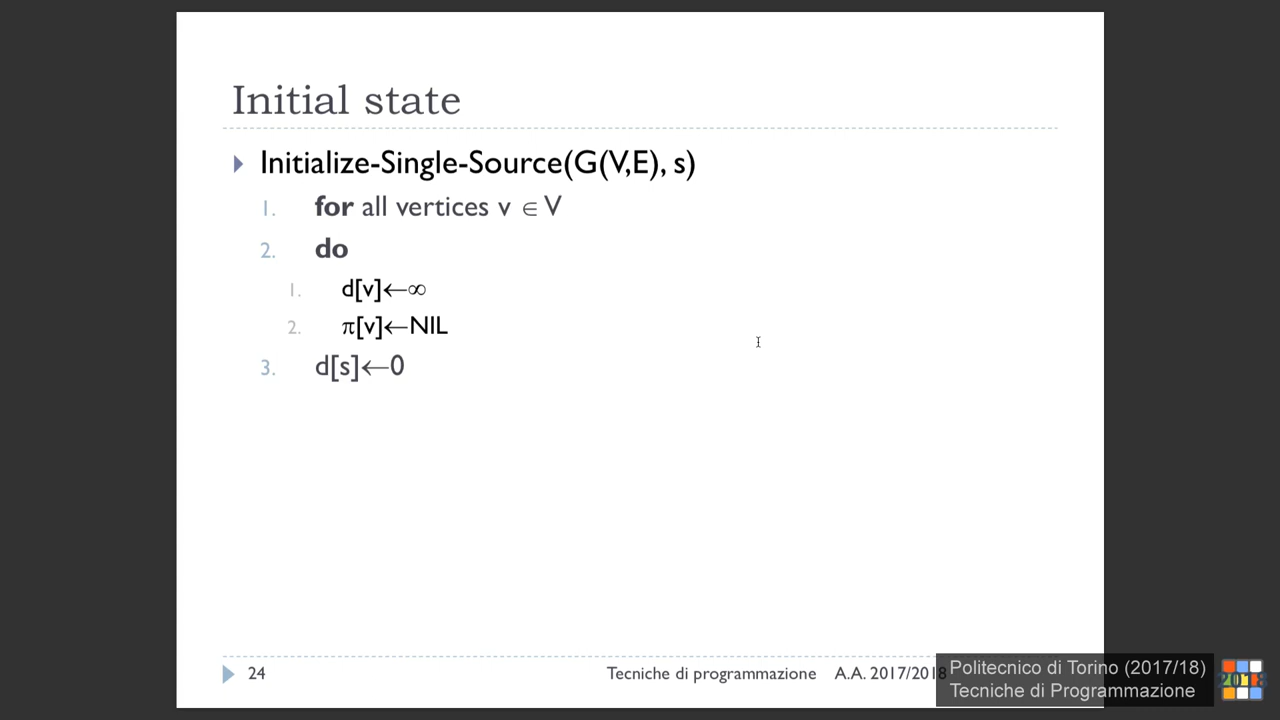 Initial state
Initialize-Single-Source(G(V,E), s)
1. for all vertices v ∈ V
2. do
1. d[v]←∞
2. π[v]←NIL
3. d[s]←0
24 Tecniche di programmazione A.A. 2017/2018
Politecnico di Torino (2017/18)
Tecniche di Programmazione
2018